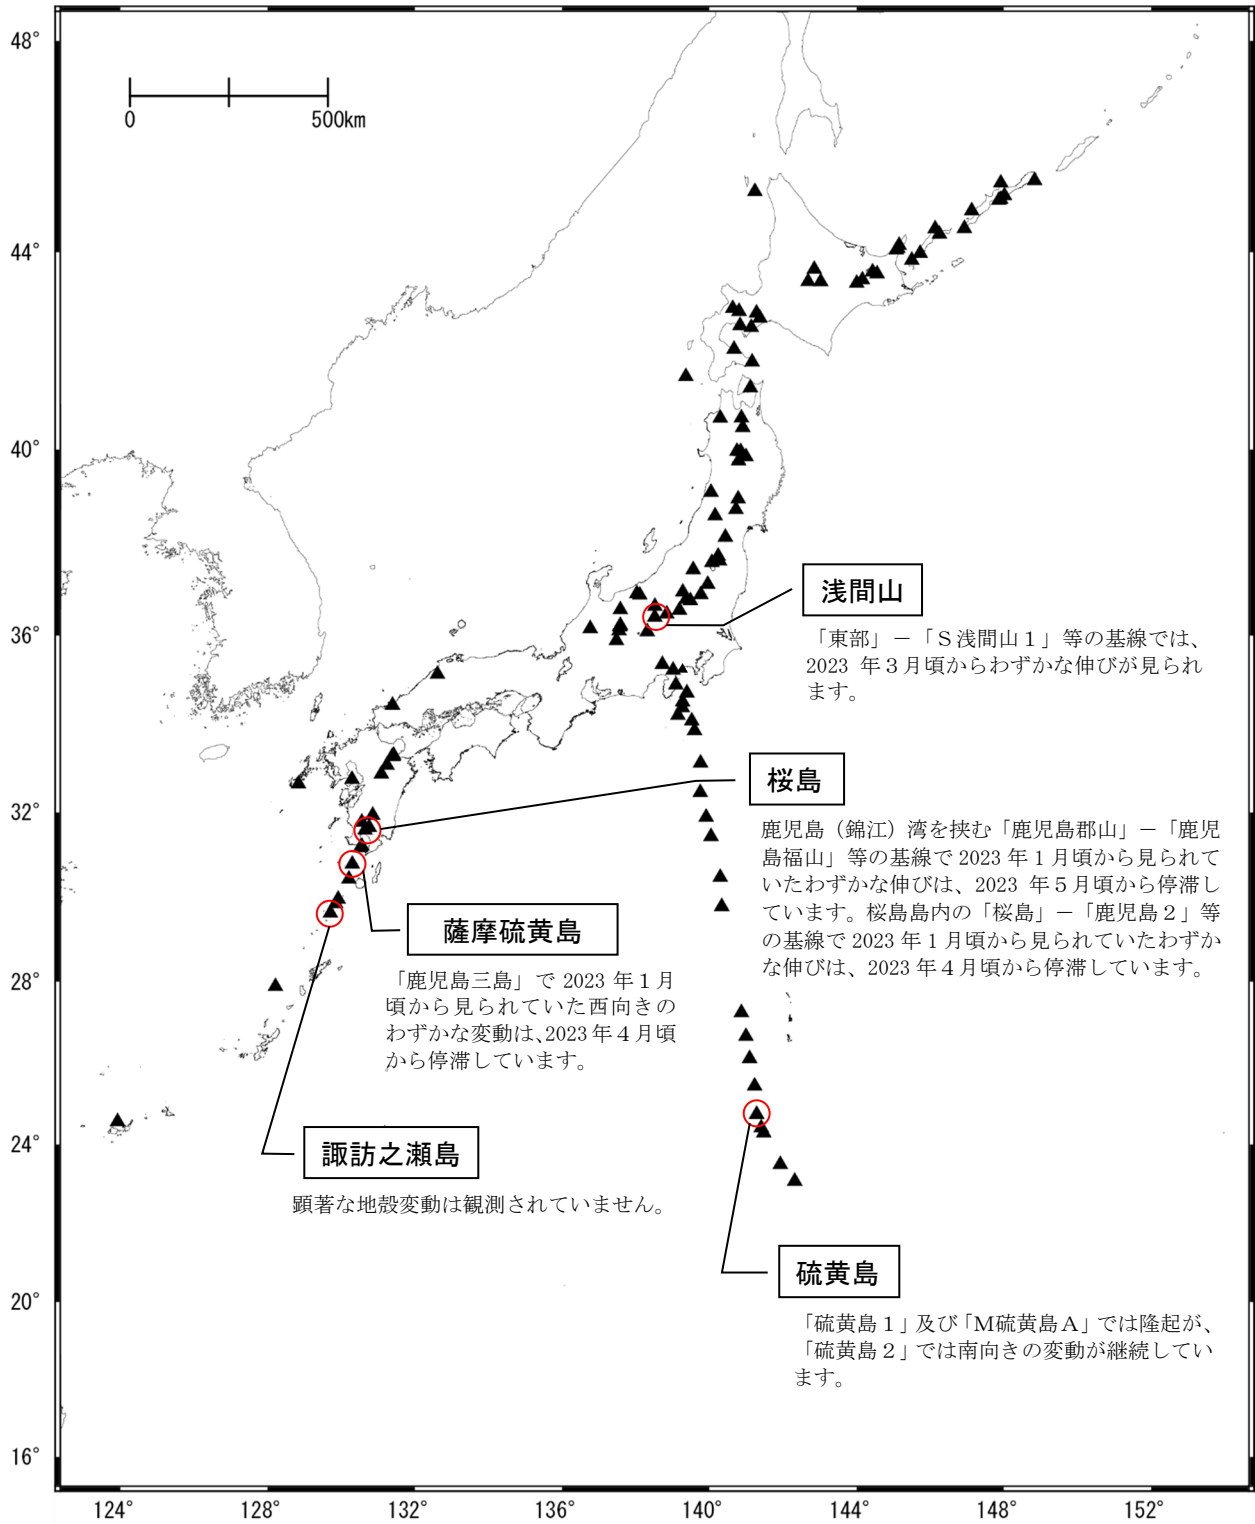 48°
0
500km
44°
40°
浅間山
36°
「東部」－「Ｓ浅間山１」等の基線では、
2023 年３月頃からわずかな伸びが見られ
ます。
桜島
32°
鹿児島（錦江）湾を挟む「鹿児島郡山」－「鹿児
島福山」等の基線で 2023 年１月頃から見られて
いたわずかな伸びは、2023 年５月頃から停滞し
ています。桜島島内の「桜島」－「鹿児島２」等
の基線で 2023 年１月頃から見られていたわずか
な伸びは、2023 年４月頃から停滞しています。
薩摩硫黄島
28°
「鹿児島三島」で 2023 年１月
頃から見られていた西向きの
わずかな変動は、2023 年４月頃
から停滞しています。
24°
諏訪之瀬島
顕著な地殻変動は観測されていません。
硫黄島
20°
「硫黄島１」及び「Ｍ硫黄島Ａ」では隆起が、
「硫黄島２」では南向きの変動が継続してい
ます。
16°
124° 128° 132° 136° 140° 144° 148° 152°